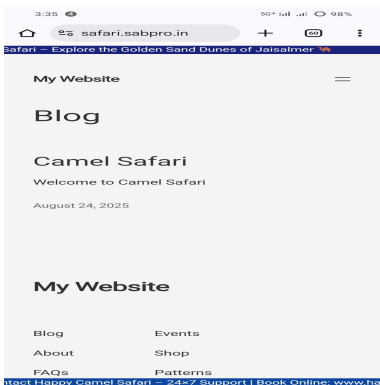 3:35 4 5G+ 98%
safari.sabpro.in 60
Safari – Explore the Golden Sand Dunes of Jaisalmer 🐪
My Website
Blog
Camel Safari
Welcome to Camel Safari
August 24, 2025
My Website
Blog Events
About Shop
FAQs Patterns
ntact Happy Camel Safari – 24×7 Support | Book Online: www.ha